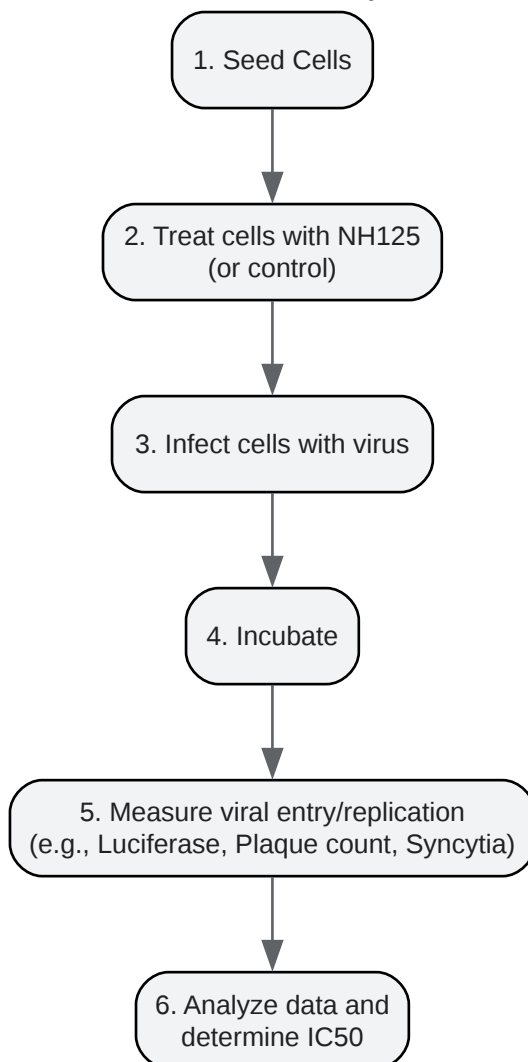 1. Seed Cells
2. Treat cells with NH125
(or control)
3. Infect cells with virus
4. Incubate
5. Measure viral entry/replication
(e.g., Luciferase, Plaque count, Syncytia)
6. Analyze data and
determine IC50